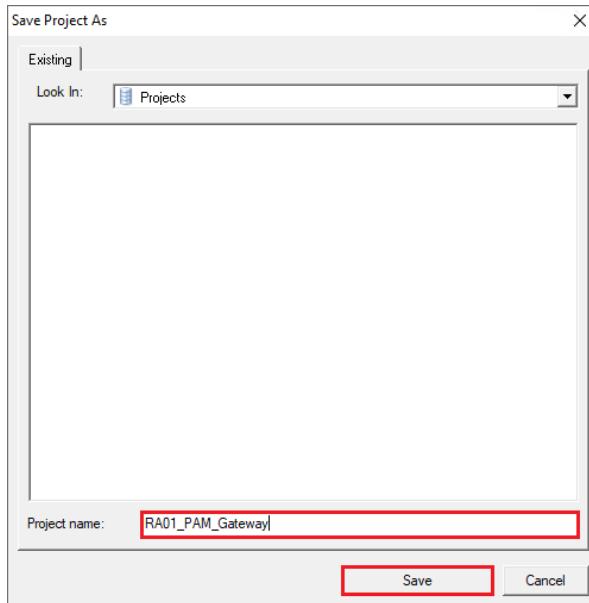 Save Project As
Existing
Look In: Projects
Project name: RA01_PAM_Gateway
Save Cancel